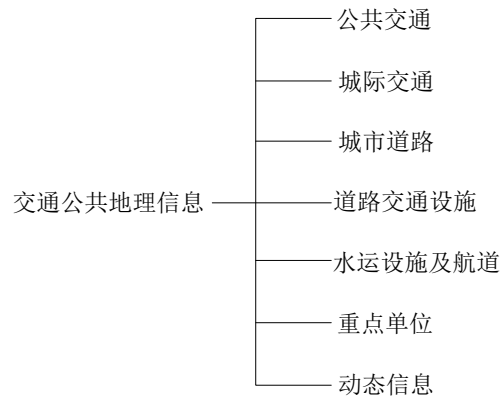 公共交通
城际交通
城市道路
交通公共地理信息
道路交通设施
水运设施及航道
重点单位
动态信息